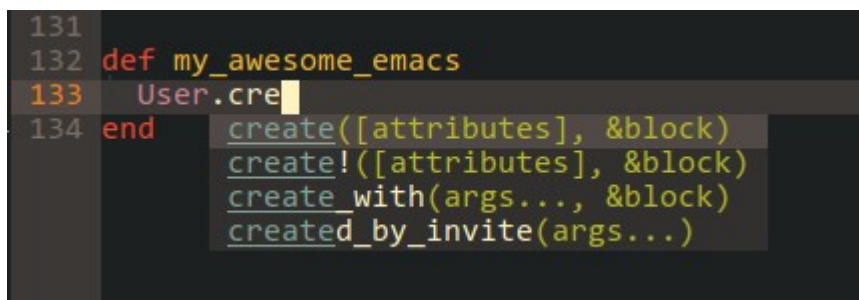 131
132 def my_awesome_emacs
133 User.cre
134 end
create([attributes], &block)
create!([attributes], &block)
create_with(args..., &block)
created_by_invite(args...)